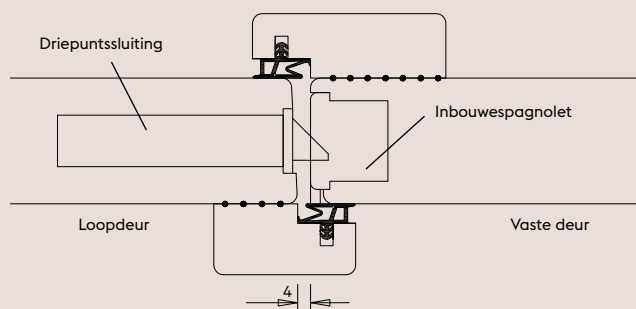 Driepuntssluiting
Inbouwespagnolet
Loopdeur
Vaste deur
4